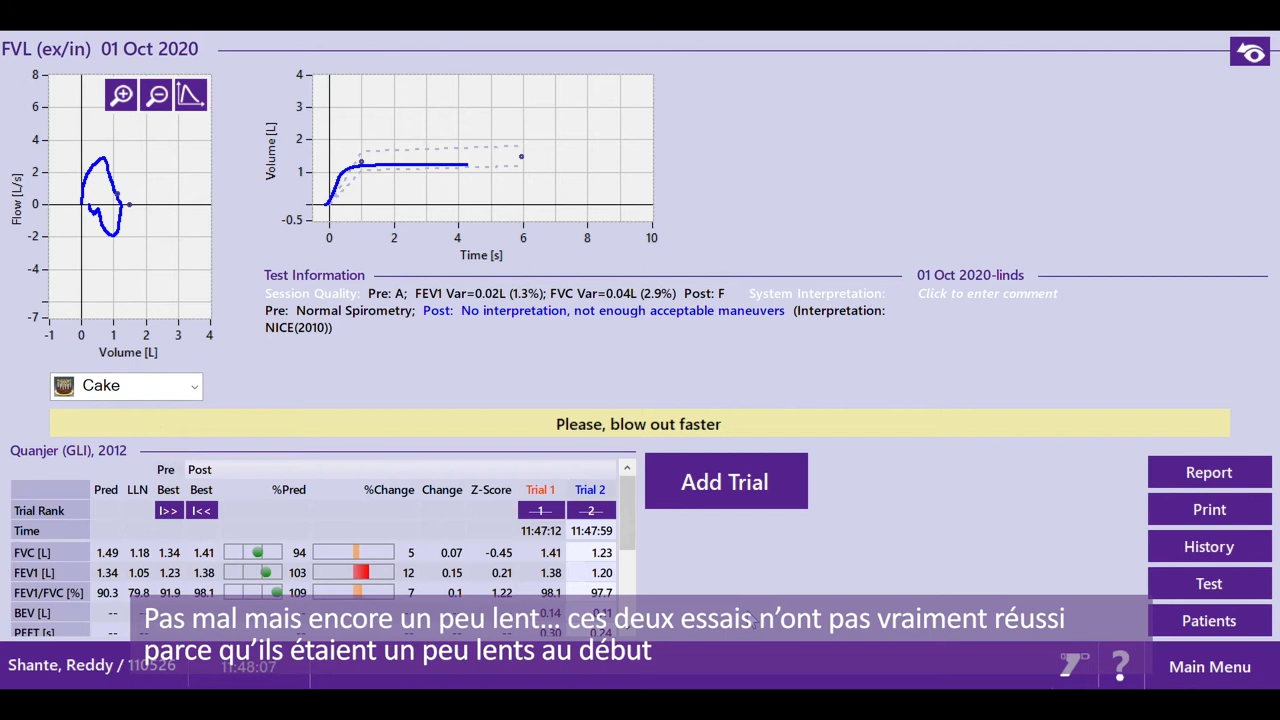 FVL (ex/in) 01 Oct 2020
8
6
4
2
0
-2
-4
-7
Flow [L/s]
-1 0 1 2 3 4
Volume [L]
4
3
2
1
-0.5
Volume [L]
0 2 4 6 8 10
Time [s]
Test Information
Session Quality: Pre: A; FEV1 Var=0.02L (1.3%); FVC Var=0.04L (2.9%) Post: F System Interpretation:
Pre: Normal Spirometry; Post: No interpretation, not enough acceptable maneuvers (Interpretation:
NICE(2010))
01 Oct 2020-linds
Click to enter comment
Cake
Please, blow out faster
Quanjer (GLI), 2012
Pre Post
Pred LLN Best Best %Pred %Change Change Z-Score Trial 1 Trial 2
Trial Rank I>> I<< 1 2
Time 11:47:12 11:47:59
FVC [L] 1.49 1.18 1.34 1.41 94 5 0.07 -0.45 1.41 1.23
FEV1 [L] 1.34 1.05 1.23 1.38 103 12 0.15 0.21 1.38 1.20
FEV1/FVC [%] 90.3 79.8 91.9 98.1 109 7 0.1 1.22 98.1 97.7
BEV [L] -- -- 0.14
PEFT [s] -- -- 0.30
Add Trial
Report
Print
History
Test
Patients
Pas mal mais encore un peu lent... ces deux essais n'ont pas vraiment réussi
parce qu'ils étaient un peu lents au début
Shante, Reddy / 110526 11:48:07
?
Main Menu